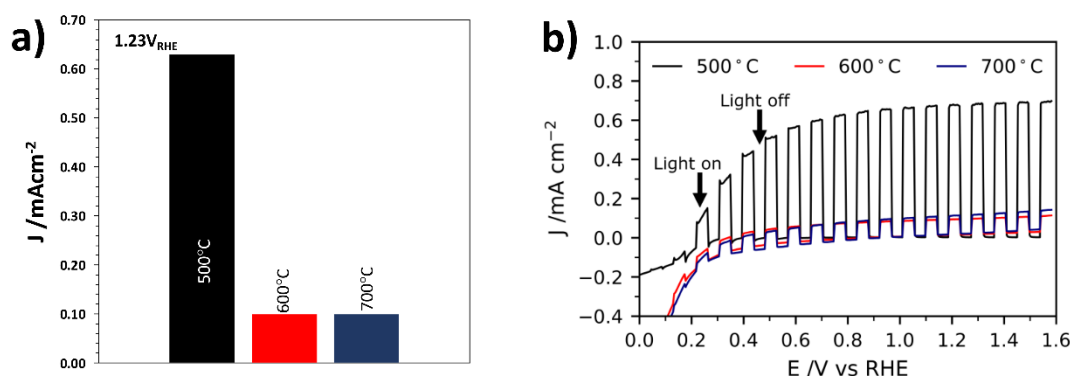 a)
1.23V_RHE
J /mAcm⁻²
0.70
0.60
0.50
0.40
0.30
0.20
0.10
0.00
500°C
600°C
700°C
b)
500°C 600°C 700°C
Light off
Light on
J /mA cm⁻²
1.0
0.8
0.6
0.4
0.2
0.0
−0.2
−0.4
0.0 0.2 0.4 0.6 0.8 1.0 1.2 1.4 1.6
E /V vs RHE